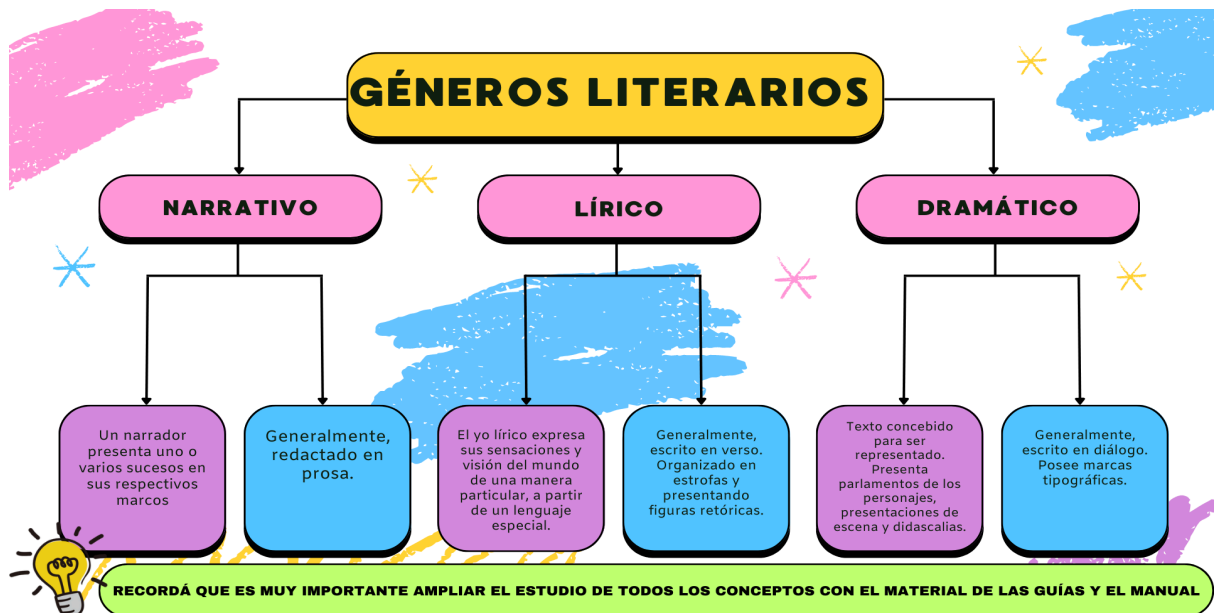 GÉNEROS LITERARIOS
NARRATIVO
LÍRICO
DRAMÁTICO
Un narrador
presenta uno o
varios sucesos en
sus respectivos
marcos
Generalmente,
redactado en
prosa.
El yo lírico expresa
sus sensaciones y
visión del mundo
de una manera
particular, a partir
de un lenguaje
especial.
Generalmente,
escrito en verso.
Organizado en
estrofas y
presentando
figuras retóricas.
Texto concebido
para ser
representado.
Presenta
parlamentos de los
personajes,
presentaciones de
escena y didascalias.
Generalmente,
escrito en diálogo.
Posee marcas
tipográficas.
RECORDÁ QUE ES MUY IMPORTANTE AMPLIAR EL ESTUDIO DE TODOS LOS CONCEPTOS CON EL MATERIAL DE LAS GUÍAS Y EL MANUAL